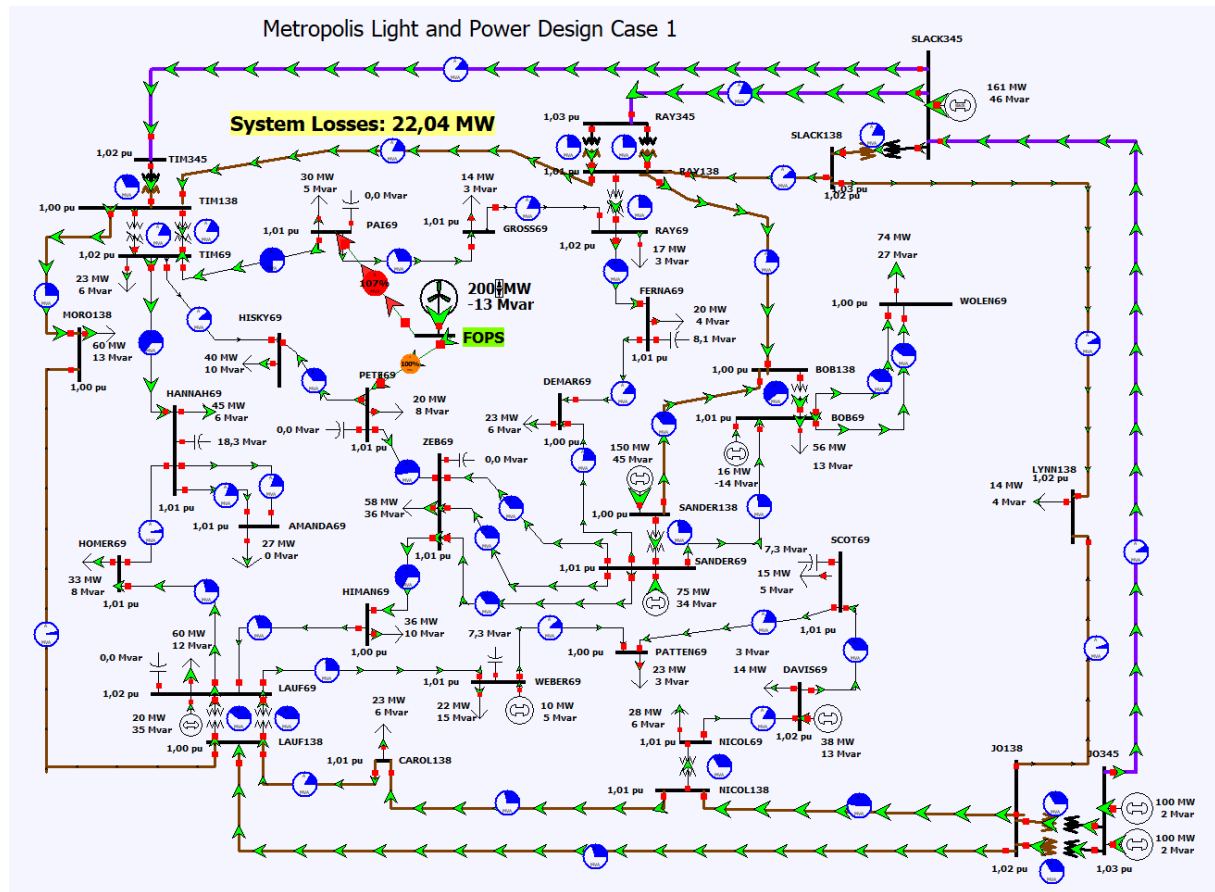 Metropolis Light and Power Design Case 1
SLACK345
161 MW
46 Mvar
System Losses: 22,04 MW
1,03 pu
RAY345
SLACK138
1,02 pu
TIM345
1,01 pu
RAY138
1,03 pu
1,02 pu
30 MW
5 Mvar
0,0 Mvar
14 MW
3 Mvar
1,00 pu
TIM138
1,01 pu
PAI69
1,01 pu
GROSS69
1,02 pu
RAY69
1,02 pu
TIM69
17 MW
3 Mvar
74 MW
27 Mvar
23 MW
6 Mvar
107%
200 MW
-13 Mvar
FERNA69
20 MW
4 Mvar
8,1 Mvar
1,01 pu
1,00 pu
WOLEN69
MORO138
60 MW
13 Mvar
1,00 pu
HISKY69
40 MW
10 Mvar
FOPS
100%
PETE69
20 MW
8 Mvar
0,0 Mvar
1,01 pu
DEMAR69
23 MW
6 Mvar
1,00 pu
1,00 pu
BOB138
HANNAH69
45 MW
6 Mvar
18,3 Mvar
1,01 pu
1,01 pu
BOB69
56 MW
13 Mvar
16 MW
-14 Mvar
150 MW
45 Mvar
ZEB69
0,0 Mvar
58 MW
36 Mvar
1,01 pu
LYNN138
1,02 pu
14 MW
4 Mvar
1,00 pu
SANDER138
1,01 pu
AMANDA69
27 MW
0 Mvar
HOMER69
33 MW
8 Mvar
1,01 pu
1,01 pu
SANDER69
75 MW
34 Mvar
7,3 Mvar
SCOT69
15 MW
5 Mvar
1,01 pu
HIMAN69
36 MW
10 Mvar
1,00 pu
60 MW
12 Mvar
0,0 Mvar
7,3 Mvar
1,00 pu
PATTEN69
23 MW
3 Mvar
3 Mvar
14 MW
DAVIS69
1,02 pu
38 MW
13 Mvar
1,02 pu
LAUF69
20 MW
35 Mvar
1,00 pu
LAUF138
1,01 pu
WEBER69
22 MW
15 Mvar
10 MW
5 Mvar
23 MW
6 Mvar
1,01 pu
CAROL138
28 MW
6 Mvar
1,01 pu
NICOL69
1,01 pu
NICOL138
JO138
JO345
100 MW
2 Mvar
100 MW
2 Mvar
1,02 pu
1,03 pu